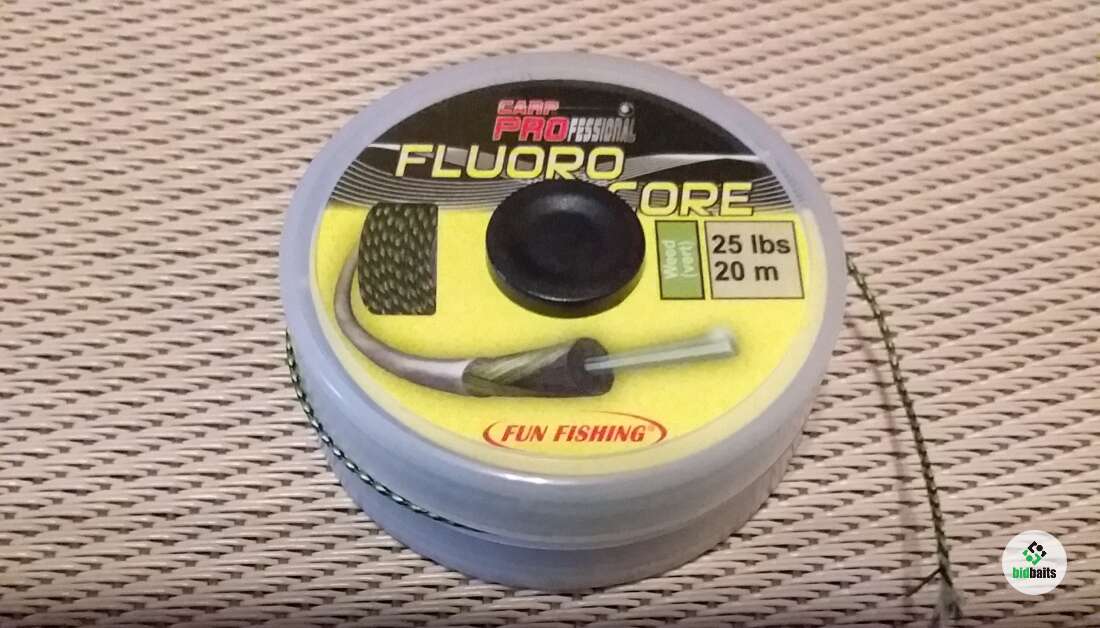 CARP
PROFESSIONAL
FLUORO
CORE
Weed
(vert)
25 lbs
20 m
FUN FISHING®
bidbaits